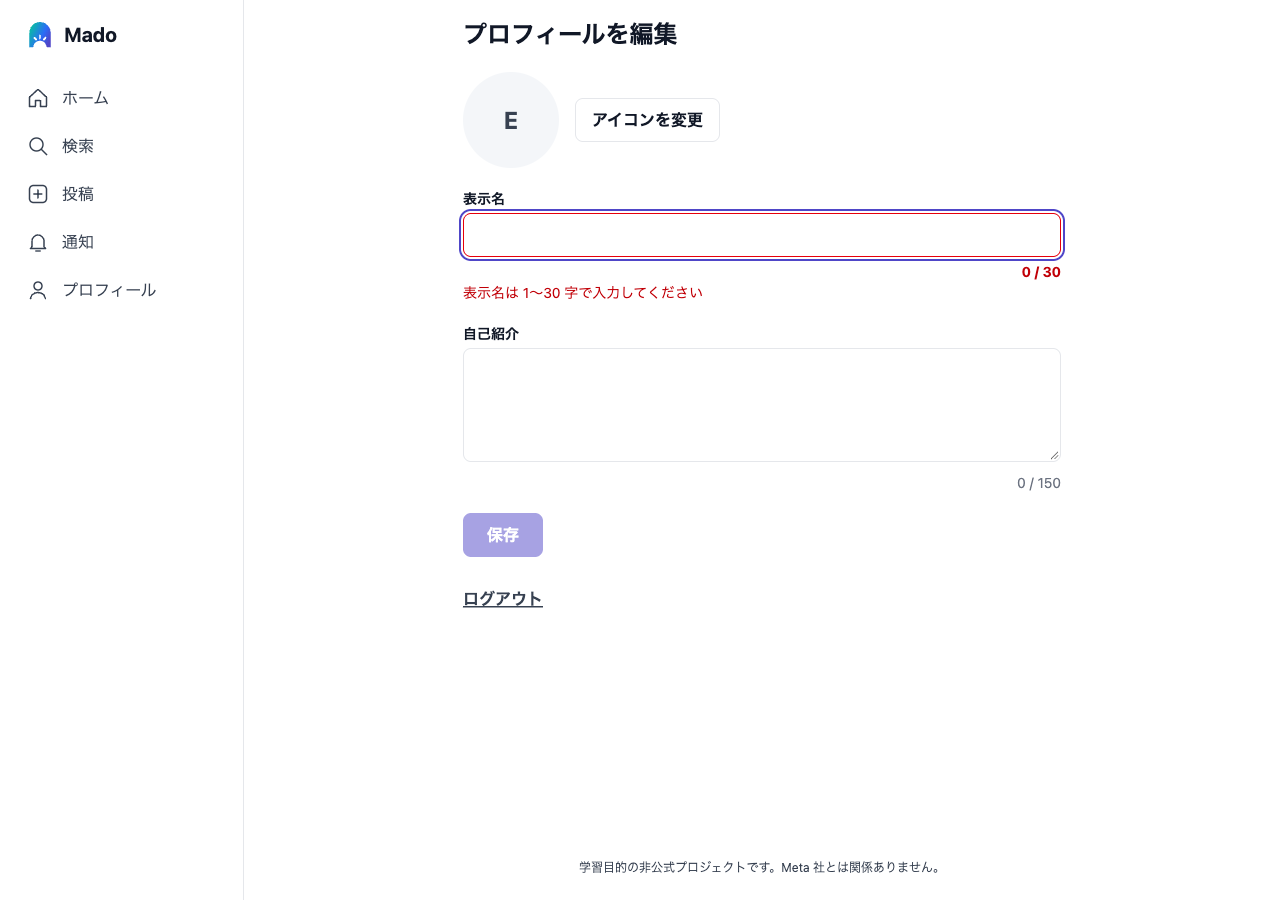 Mado
ホーム
検索
投稿
通知
プロフィール
プロフィールを編集
E
アイコンを変更
表示名
0 / 30
表示名は 1〜30 字で入力してください
自己紹介
0 / 150
保存
ログアウト
学習目的の非公式プロジェクトです。Meta 社とは関係ありません。